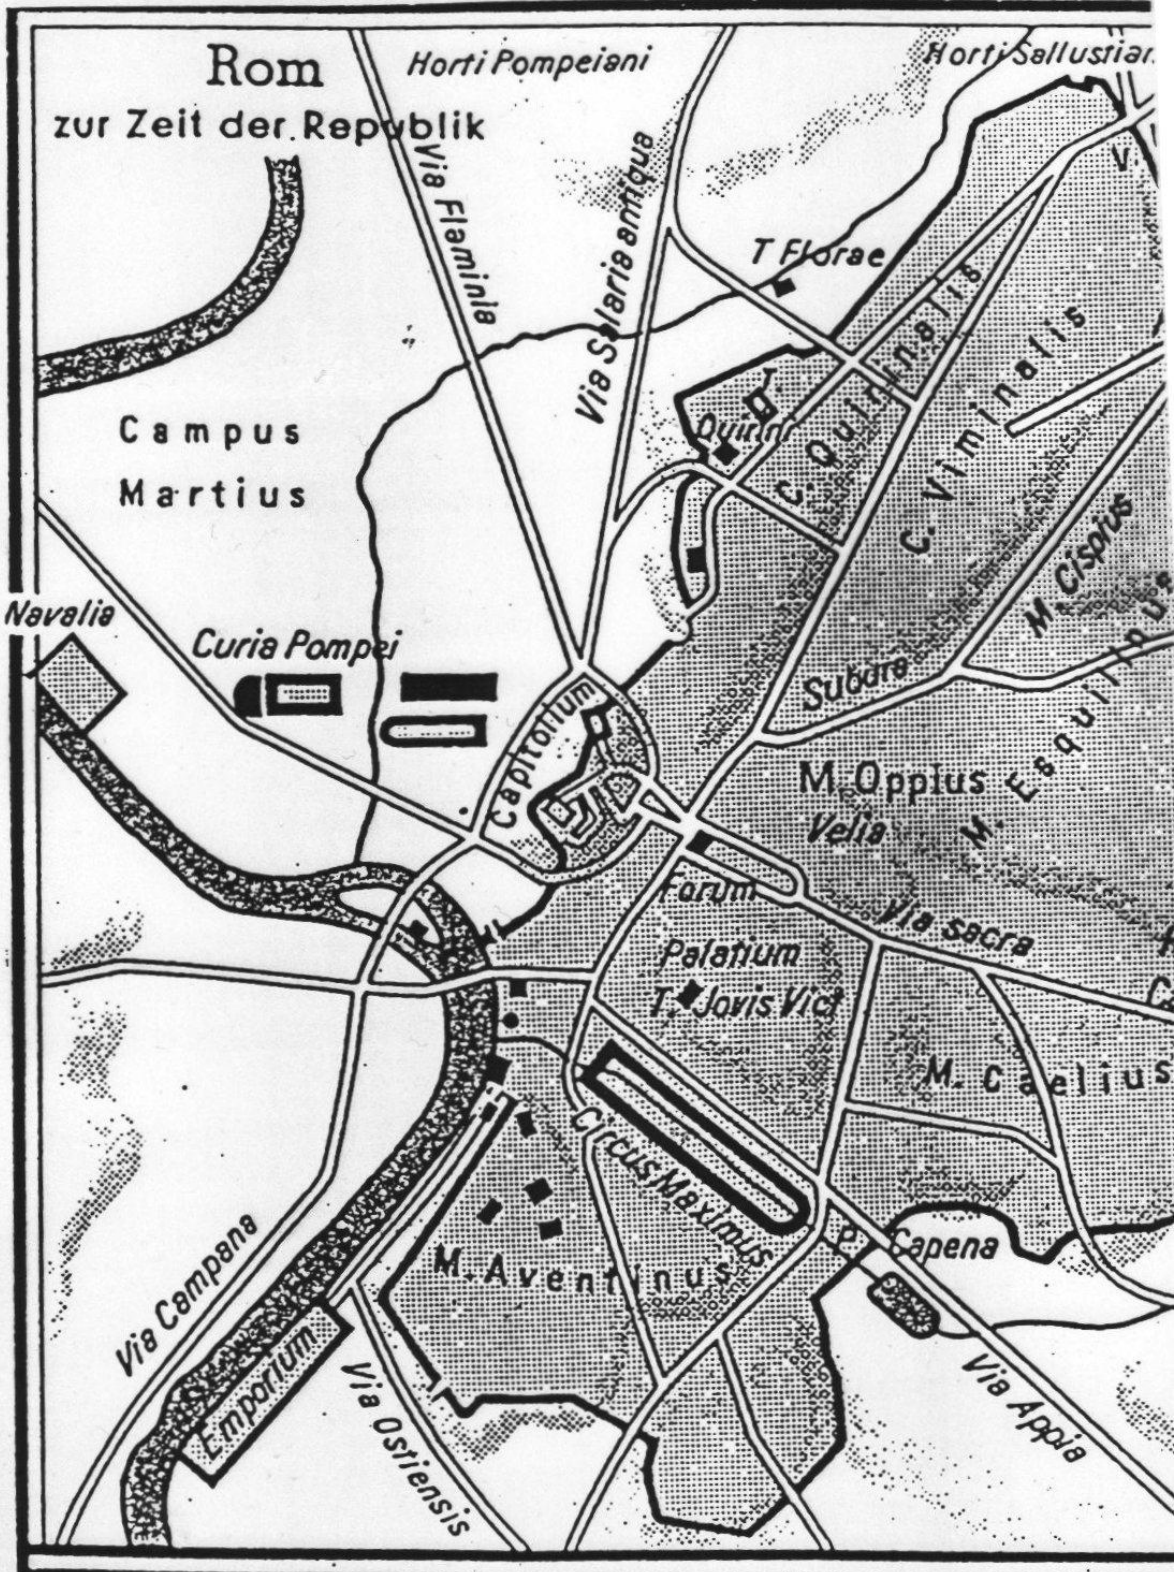 Rom
zur Zeit der Republik
Horti Pompeiani
Horti Sallustian
Via Flaminia
Via Salaria antiqua
V.
T Florae
Quirin
C. Quirinalis
C. Viminalis
Campus
Martius
M. Cispius
Navalia
Curia Pompei
Subura
M. Esquilinus
Capitolium
M. Oppius
Velia
Forum
Via sacra
Palatium
T. Jovis Vict
C
M. Caelius
Circus Maximus
P. Capena
M. Aventinus
Via Campana
Emporium
Via Ostiensis
Via Appia